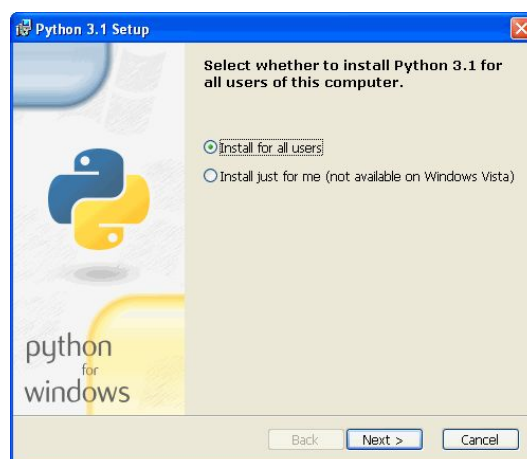 Python 3.1 Setup
Select whether to install Python 3.1 for
all users of this computer.
Install for all users
Install just for me (not available on Windows Vista)
python
for
windows
Back
Next >
Cancel